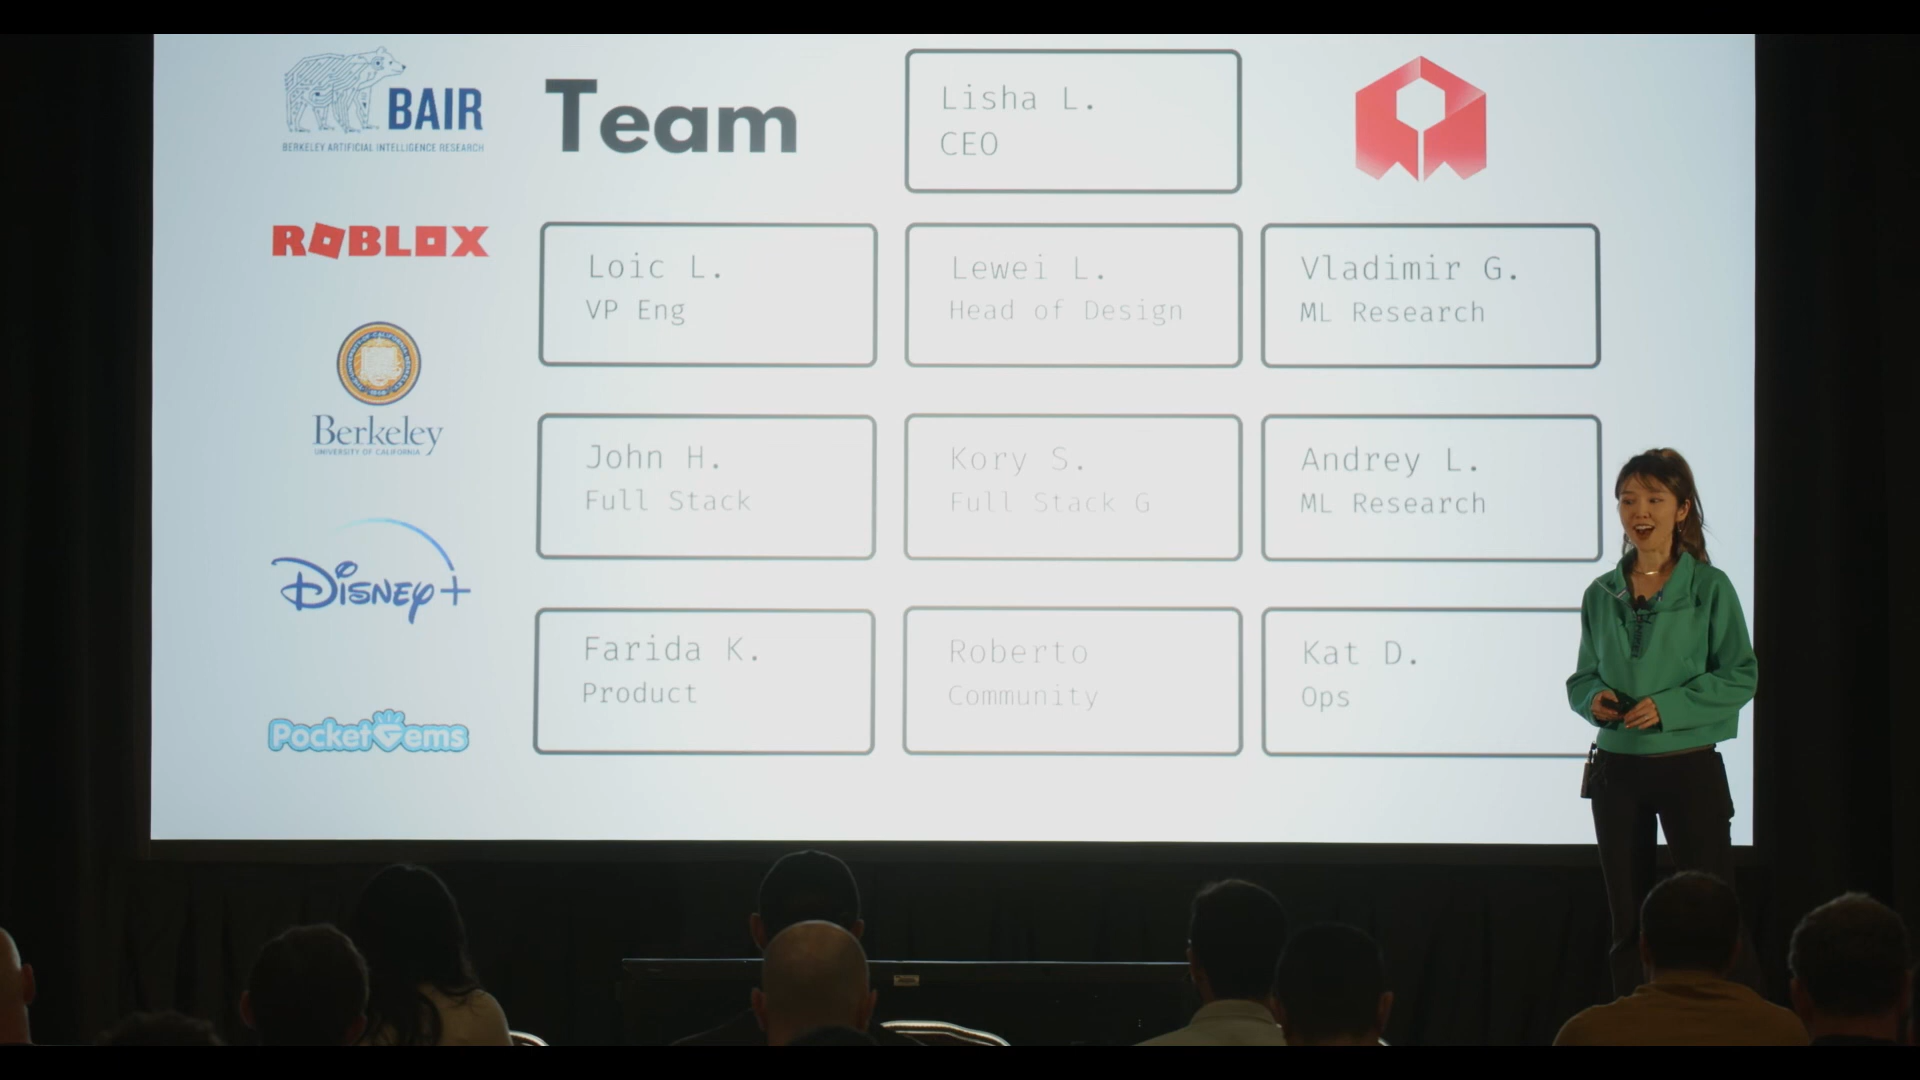 BAIR
BERKELEY ARTIFICIAL INTELLIGENCE RESEARCH
Team
Lisha L.
CEO
ROBLOX
Loic L.
VP Eng
Lewei L.
Head of Design
Vladimir G.
ML Research
Berkeley
UNIVERSITY OF CALIFORNIA
John H.
Full Stack
Kory S.
Full Stack G
Andrey L.
ML Research
Disney+
Farida K.
Product
Roberto
Community
Kat D.
Ops
PocketGems